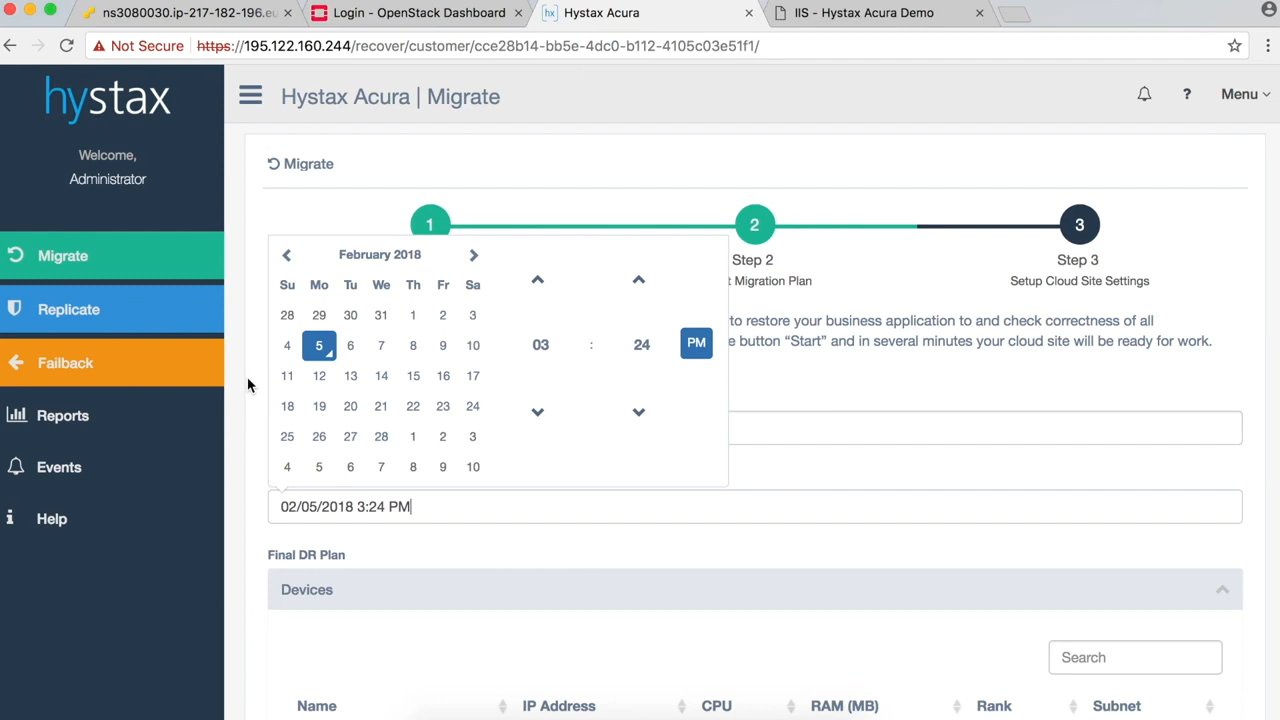 ns3080030.ip-217-182-196.eu
Login - OpenStack Dashboard
hx Hystax Acura
IIS - Hystax Acura Demo
Not Secure https://195.122.160.244/recover/customer/cce28b14-bb5e-4dc0-b112-4105c03e51f1/
hystax
Hystax Acura | Migrate
? Menu
Welcome,
Administrator
Migrate
Replicate
Failback
Reports
Events
Help
Migrate
1 2 3
Step 2
Step 3
t Migration Plan
Setup Cloud Site Settings
to restore your business application to and check correctness of all
e button “Start” and in several minutes your cloud site will be ready for work.
February 2018
Su Mo Tu We Th Fr Sa
28 29 30 31 1 2 3
4 5 6 7 8 9 10
11 12 13 14 15 16 17
18 19 20 21 22 23 24
25 26 27 28 1 2 3
4 5 6 7 8 9 10
03 : 24 PM
02/05/2018 3:24 PM
Final DR Plan
Devices
Search
Name IP Address CPU RAM (MB) Rank Subnet